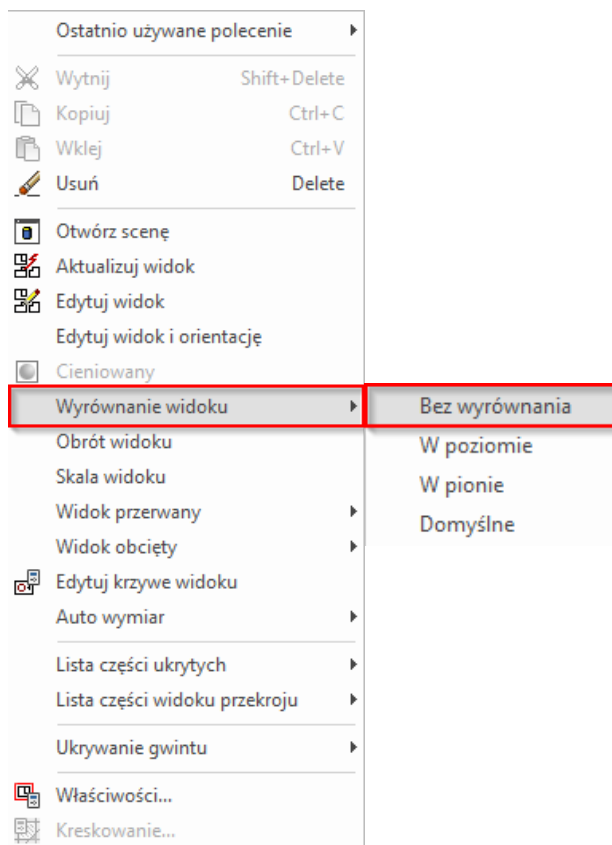 Ostatnio używane polecenie
Wytnij Shift+Delete
Kopiuj Ctrl+C
Wklej Ctrl+V
Usuń Delete
Otwórz scenę
Aktualizuj widok
Edytuj widok
Edytuj widok i orientację
Cieniowany
Wyrównanie widoku
Bez wyrównania
W poziomie
W pionie
Domyślne
Obrót widoku
Skala widoku
Widok przerwany
Widok obcięty
Edytuj krzywe widoku
Auto wymiar
Lista części ukrytych
Lista części widoku przekroju
Ukrywanie gwintu
Właściwości...
Kreskowanie...